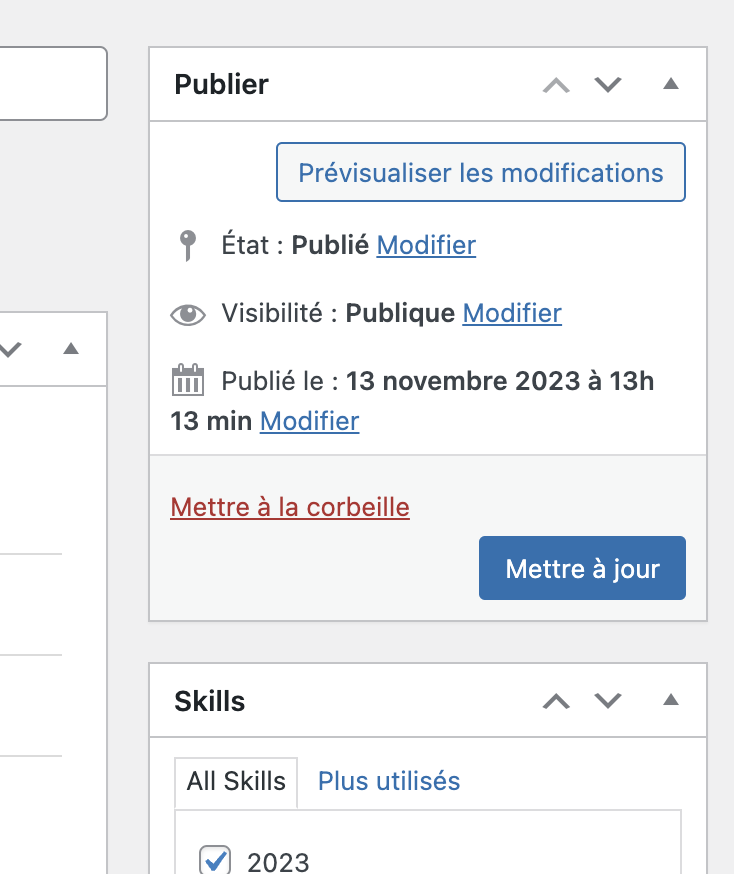 Publier
Prévisualiser les modifications
État : Publié Modifier
Visibilité : Publique Modifier
Publié le : 13 novembre 2023 à 13h
13 min Modifier
Mettre à la corbeille
Mettre à jour
Skills
All Skills Plus utilisés
2023